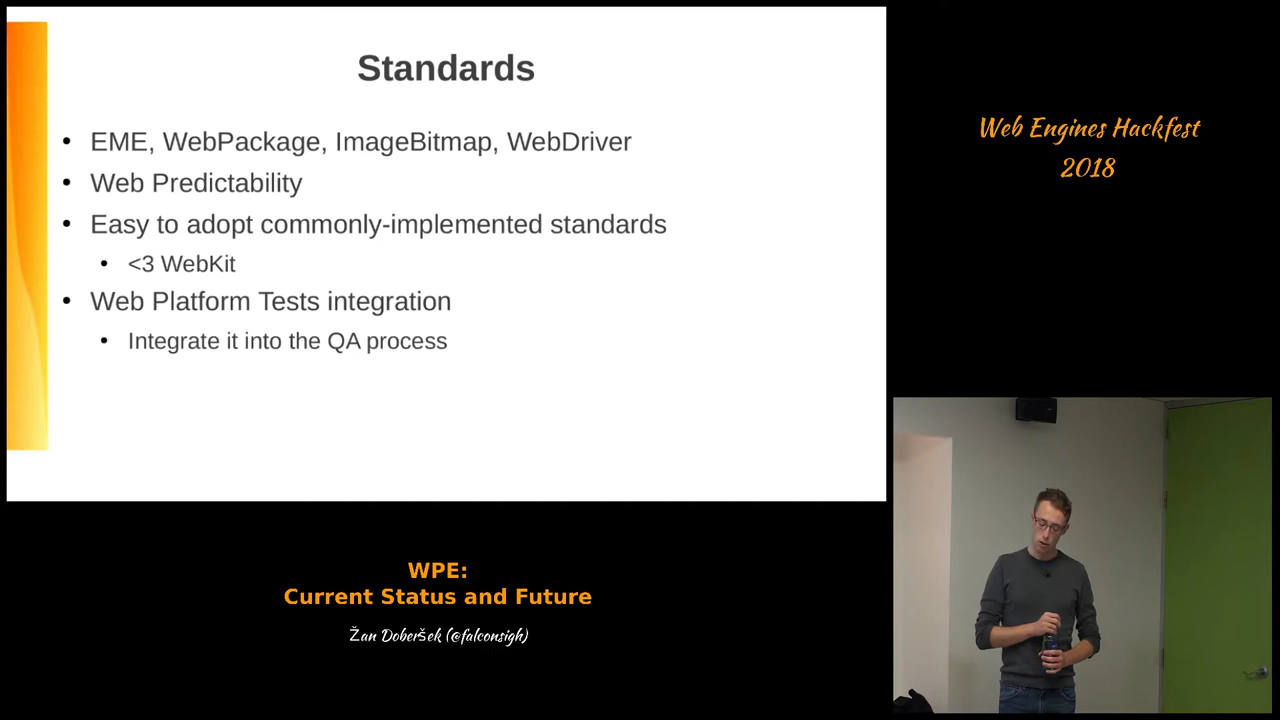 Standards
EME, WebPackage, ImageBitmap, WebDriver
Web Predictability
Easy to adopt commonly-implemented standards
<3 WebKit
Web Platform Tests integration
Integrate it into the QA process
Web Engines Hackfest
2018
WPE:
Current Status and Future
Žan Doberšek (@falconsigh)